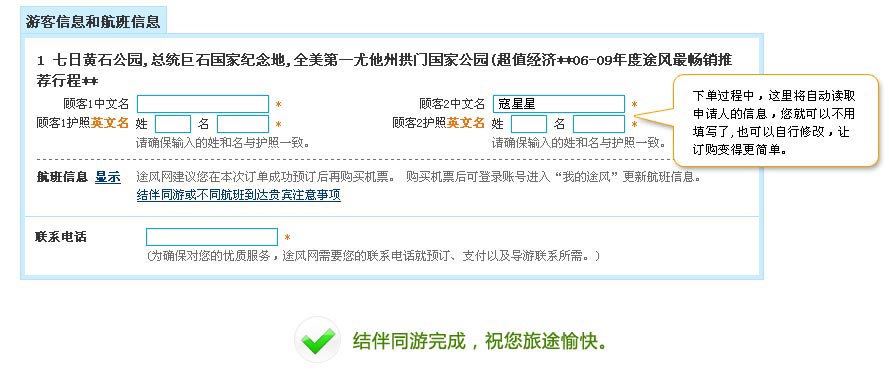 游客信息和航班信息
1 七日黄石公园,总统巨石国家纪念地,全美第一尤他州拱门国家公园(超值经济**06-09年度途风最畅销推
荐行程**
顾客1中文名 * 顾客2中文名 寇星星 *
顾客1护照英文名 姓 名 * 顾客2护照英文名 姓 名 *
请确保输入的姓和名与护照一致。 请确保输入的姓和名与护照一致。
下单过程中，这里将自动读取
申请人的信息，您就可以不用
填写了,也可以自行修改，让
订购变得更简单。
航班信息 显示 途风网建议您在本次订单成功预订后再购买机票。 购买机票后可登录账号进入“我的途风”更新航班信息。
结伴同游或不同航班到达贵宾注意事项
联系电话 *
(为确保对您的优质服务，途风网需要您的联系电话就预订、支付以及导游联系所需。)
结伴同游完成，祝您旅途愉快。